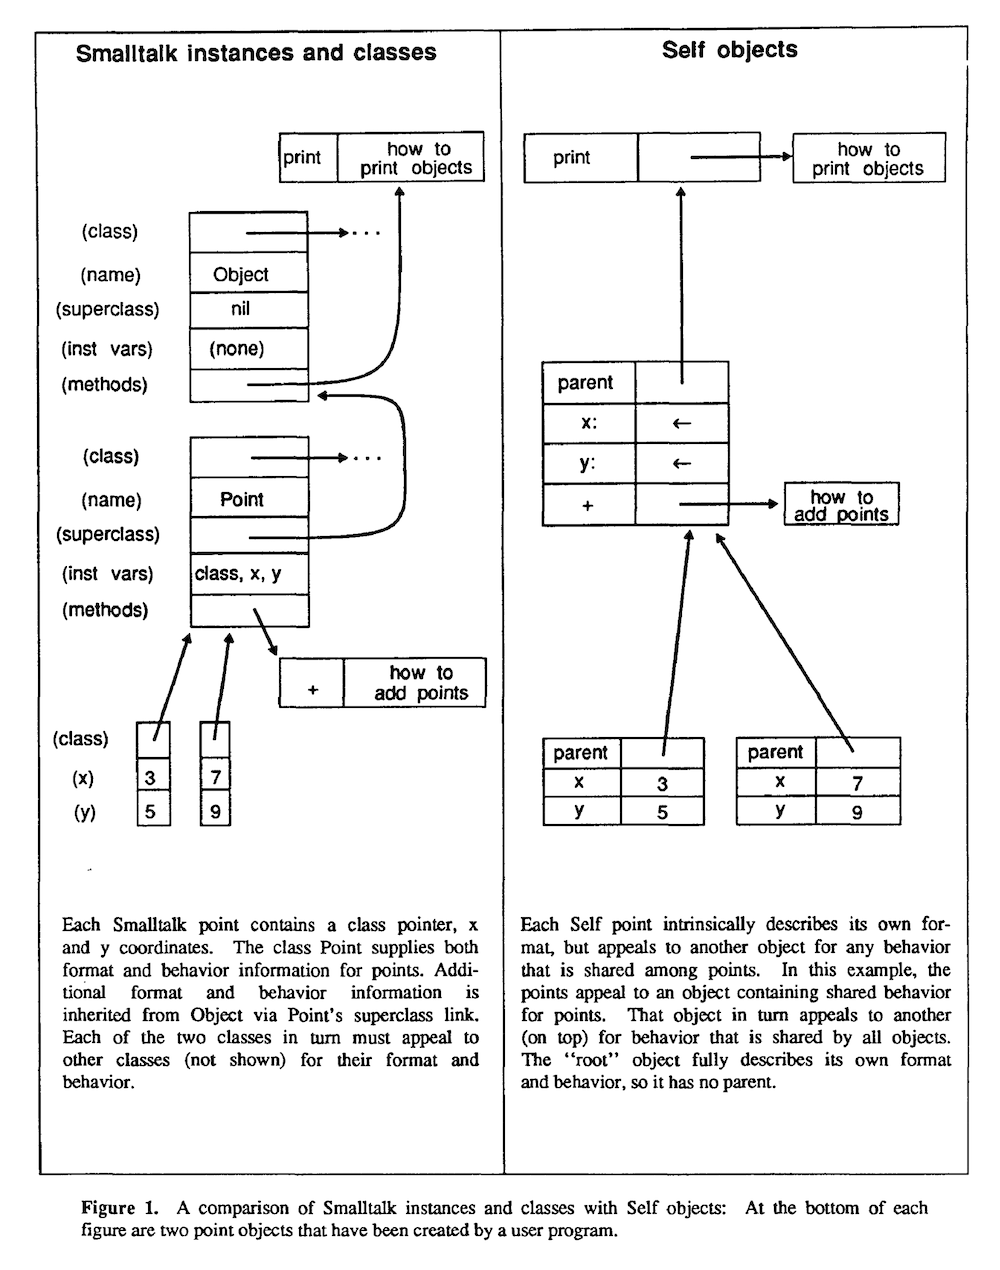 Smalltalk instances and classes
print
how to
print objects
(class)
(name)
Object
(superclass)
nil
(inst vars)
(none)
(methods)
(class)
(name)
Point
(superclass)
(inst vars)
class, x, y
(methods)
+
how to
add points
(class)
(x)
3
7
(y)
5
9
Each Smalltalk point contains a class pointer, x
and y coordinates. The class Point supplies both
format and behavior information for points. Addi-
tional format and behavior information is
inherited from Object via Point's superclass link.
Each of the two classes in turn must appeal to
other classes (not shown) for their format and
behavior.
Self objects
print
how to
print objects
parent
x:
←
y:
←
+
how to
add points
parent
x
3
y
5
parent
x
7
y
9
Each Self point intrinsically describes its own for-
mat, but appeals to another object for any behavior
that is shared among points. In this example, the
points appeal to an object containing shared behavior
for points. That object in turn appeals to another
(on top) for behavior that is shared by all objects.
The “root” object fully describes its own format
and behavior, so it has no parent.
Figure 1. A comparison of Smalltalk instances and classes with Self objects: At the bottom of each
figure are two point objects that have been created by a user program.